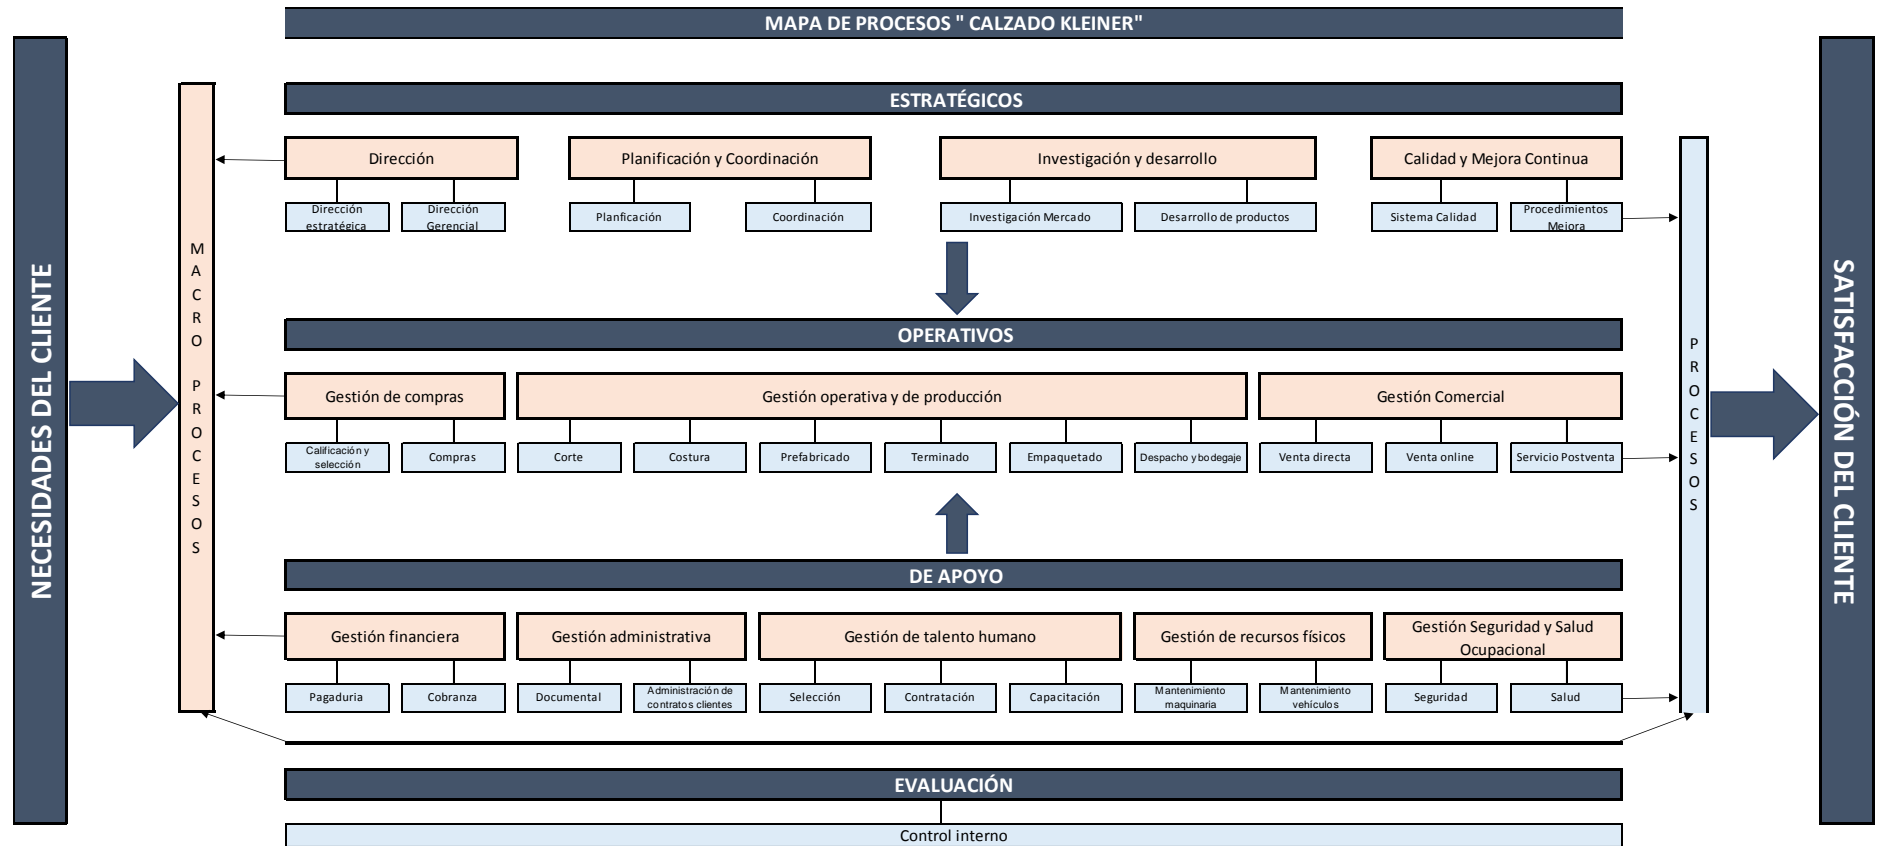 MAPA DE PROCESOS " CALZADO KLEINER"
NECESIDADES DEL CLIENTE
MACRO PROCESOS
ESTRATÉGICOS
Dirección
Planificación y Coordinación
Investigación y desarrollo
Calidad y Mejora Continua
Dirección
estratégica
Dirección
Gerencial
Planficación
Coordinación
Investigación Mercado
Desarrollo de productos
Sistema Calidad
Procedimientos
Mejora
OPERATIVOS
Gestión de compras
Gestión operativa y de producción
Gestión Comercial
Calificación y
selección
Compras
Corte
Costura
Prefabricado
Terminado
Empaquetado
Despacho y bodegaje
Venta directa
Venta online
Servicio Postventa
DE APOYO
Gestión financiera
Gestión administrativa
Gestión de talento humano
Gestión de recursos físicos
Gestión Seguridad y Salud
Ocupacional
Pagaduria
Cobranza
Documental
Administración de
contratos clientes
Selección
Contratación
Capacitación
Mantenimiento
maquinaria
Mantenimiento
vehículos
Seguridad
Salud
EVALUACIÓN
Control interno
PROCESOS
SATISFACCIÓN DEL CLIENTE